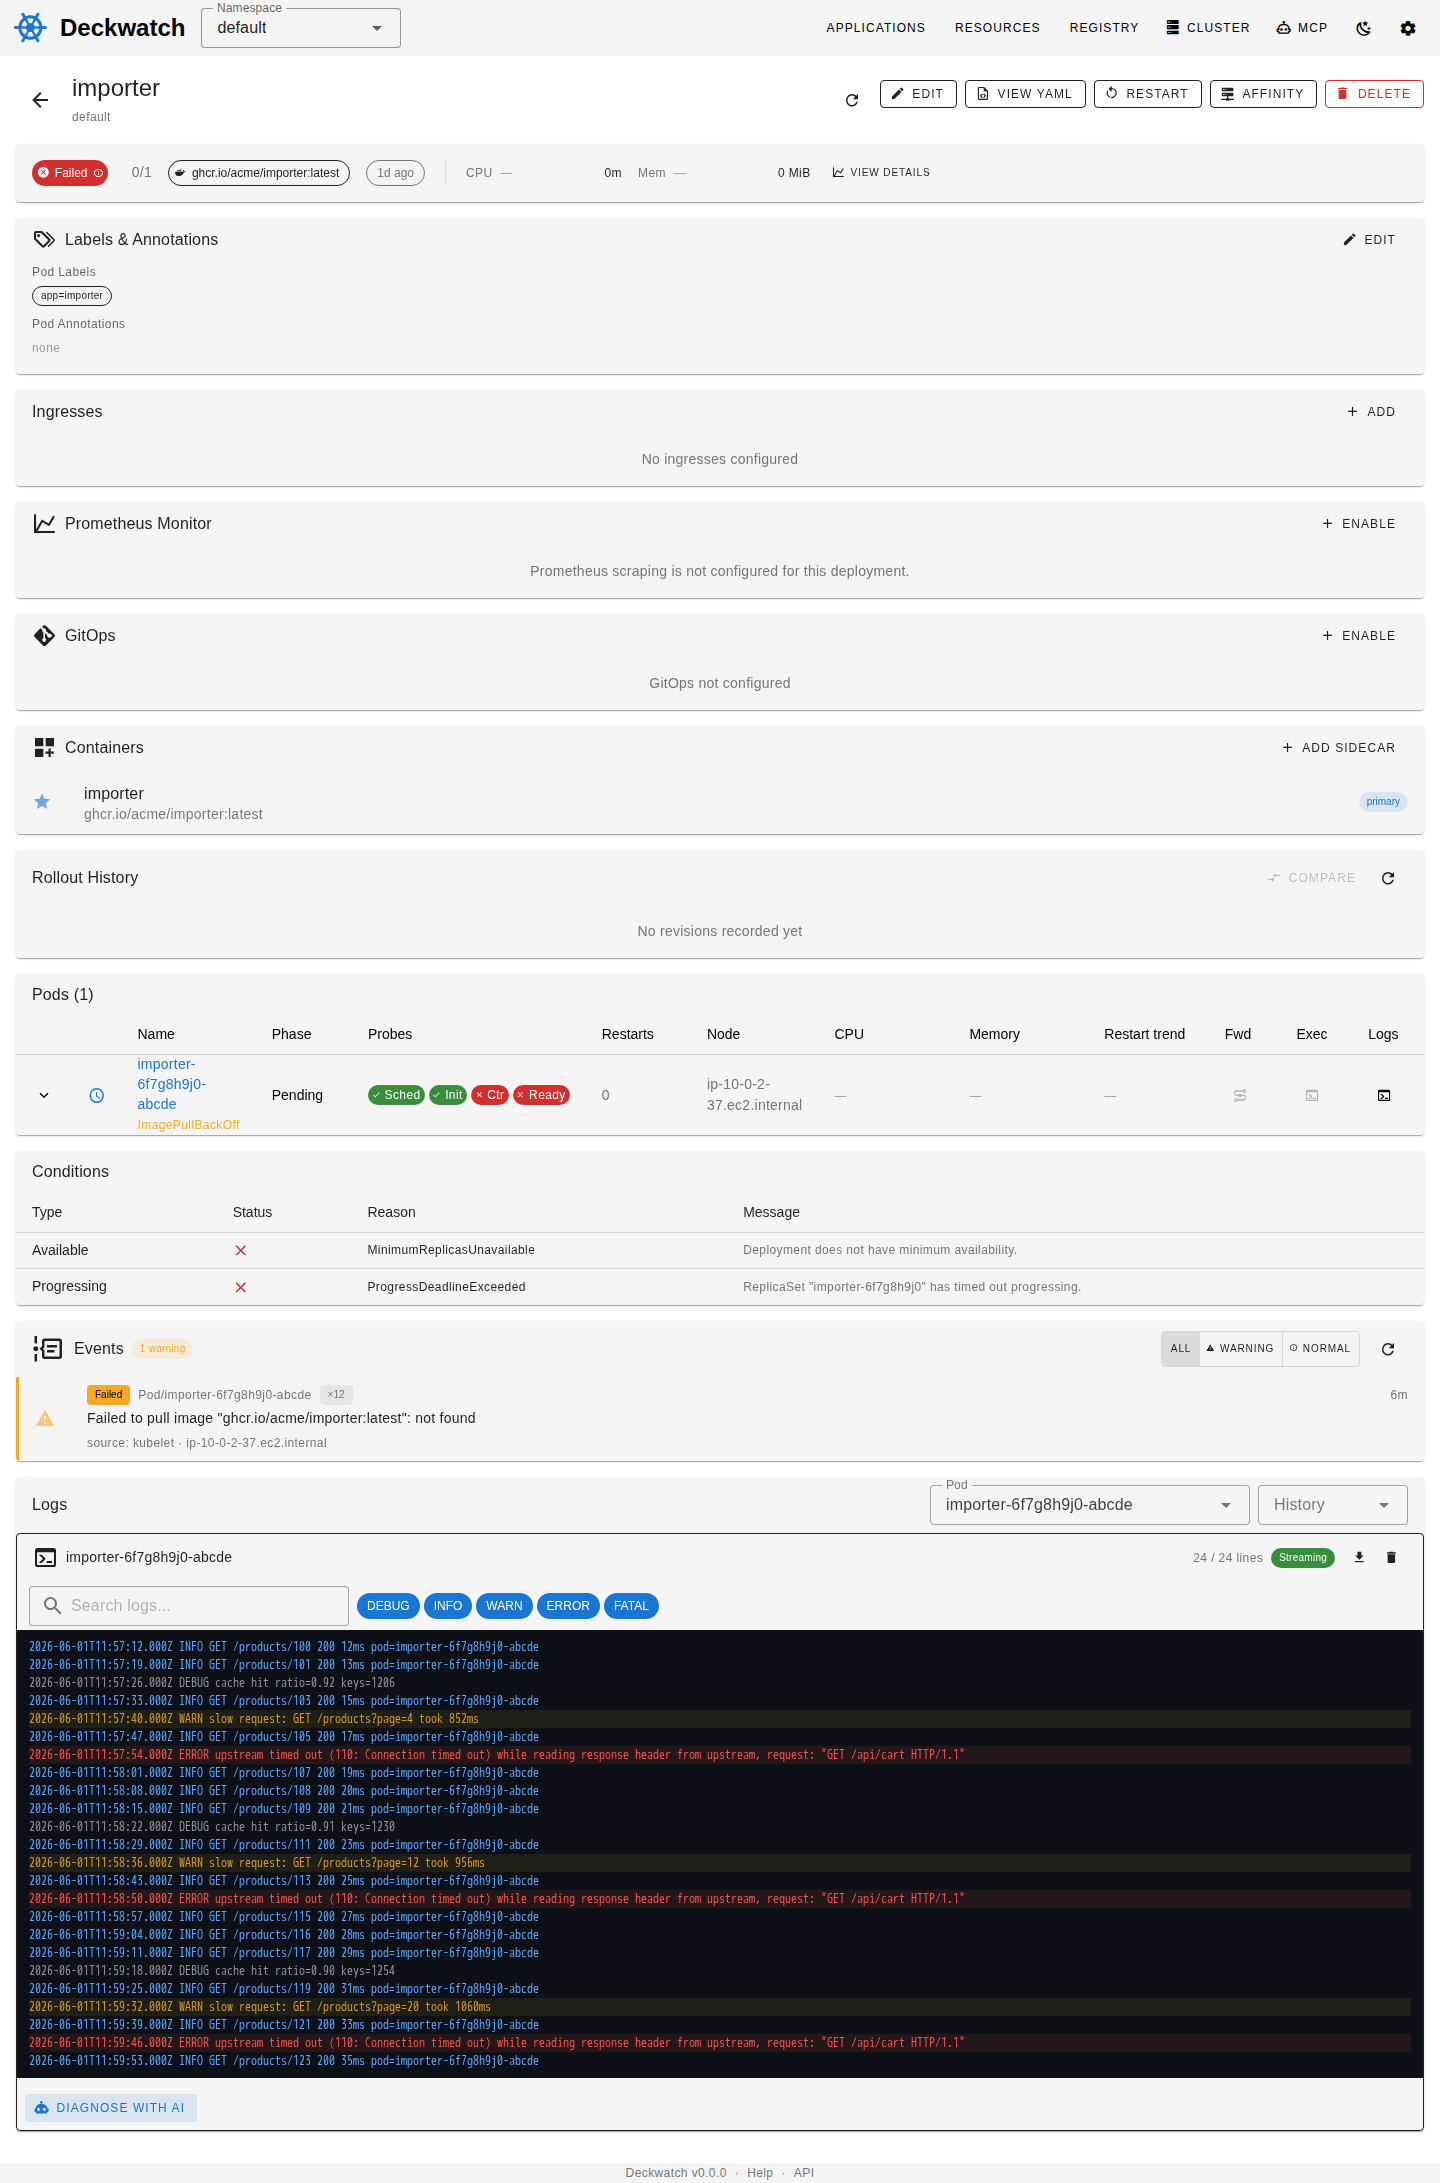 Deckwatch
Namespace
default
APPLICATIONS RESOURCES REGISTRY CLUSTER MCP
importer
default
EDIT VIEW YAML RESTART AFFINITY DELETE
Failed 0/1 ghcr.io/acme/importer:latest 1d ago CPU — 0m Mem — 0 MiB VIEW DETAILS
Labels & Annotations EDIT
Pod Labels
app=importer
Pod Annotations
none
Ingresses ADD
No ingresses configured
Prometheus Monitor ENABLE
Prometheus scraping is not configured for this deployment.
GitOps ENABLE
GitOps not configured
Containers ADD SIDECAR
importer
ghcr.io/acme/importer:latest
primary
Rollout History COMPARE
No revisions recorded yet
Pods (1)
Name Phase Probes Restarts Node CPU Memory Restart trend Fwd Exec Logs
importer-
6f7g8h9j0-
abcde
ImagePullBackOff
Pending Sched Init Ctr Ready 0
ip-10-0-2-
37.ec2.internal
— — —
Conditions
Type Status Reason Message
Available MinimumReplicasUnavailable Deployment does not have minimum availability.
Progressing ProgressDeadlineExceeded ReplicaSet "importer-6f7g8h9j0" has timed out progressing.
Events 1 warning ALL WARNING NORMAL
Failed Pod/importer-6f7g8h9j0-abcde ×12 6m
Failed to pull image "ghcr.io/acme/importer:latest": not found
source: kubelet · ip-10-0-2-37.ec2.internal
Logs
Pod
importer-6f7g8h9j0-abcde
History
importer-6f7g8h9j0-abcde 24 / 24 lines Streaming
Search logs... DEBUG INFO WARN ERROR FATAL
2026-06-01T11:57:12.000Z INFO GET /products/100 200 12ms pod=importer-6f7g8h9j0-abcde
2026-06-01T11:57:19.000Z INFO GET /products/101 200 13ms pod=importer-6f7g8h9j0-abcde
2026-06-01T11:57:26.000Z DEBUG cache hit ratio=0.92 keys=1206
2026-06-01T11:57:33.000Z INFO GET /products/103 200 15ms pod=importer-6f7g8h9j0-abcde
2026-06-01T11:57:40.000Z WARN slow request: GET /products?page=4 took 852ms
2026-06-01T11:57:47.000Z INFO GET /products/105 200 17ms pod=importer-6f7g8h9j0-abcde
2026-06-01T11:57:54.000Z ERROR upstream timed out (110: Connection timed out) while reading response header from upstream, request: "GET /api/cart HTTP/1.1"
2026-06-01T11:58:01.000Z INFO GET /products/107 200 19ms pod=importer-6f7g8h9j0-abcde
2026-06-01T11:58:08.000Z INFO GET /products/108 200 20ms pod=importer-6f7g8h9j0-abcde
2026-06-01T11:58:15.000Z INFO GET /products/109 200 21ms pod=importer-6f7g8h9j0-abcde
2026-06-01T11:58:22.000Z DEBUG cache hit ratio=0.91 keys=1230
2026-06-01T11:58:29.000Z INFO GET /products/111 200 23ms pod=importer-6f7g8h9j0-abcde
2026-06-01T11:58:36.000Z WARN slow request: GET /products?page=12 took 956ms
2026-06-01T11:58:43.000Z INFO GET /products/113 200 25ms pod=importer-6f7g8h9j0-abcde
2026-06-01T11:58:50.000Z ERROR upstream timed out (110: Connection timed out) while reading response header from upstream, request: "GET /api/cart HTTP/1.1"
2026-06-01T11:58:57.000Z INFO GET /products/115 200 27ms pod=importer-6f7g8h9j0-abcde
2026-06-01T11:59:04.000Z INFO GET /products/116 200 28ms pod=importer-6f7g8h9j0-abcde
2026-06-01T11:59:11.000Z INFO GET /products/117 200 29ms pod=importer-6f7g8h9j0-abcde
2026-06-01T11:59:18.000Z DEBUG cache hit ratio=0.90 keys=1254
2026-06-01T11:59:25.000Z INFO GET /products/119 200 31ms pod=importer-6f7g8h9j0-abcde
2026-06-01T11:59:32.000Z WARN slow request: GET /products?page=20 took 1060ms
2026-06-01T11:59:39.000Z INFO GET /products/121 200 33ms pod=importer-6f7g8h9j0-abcde
2026-06-01T11:59:46.000Z ERROR upstream timed out (110: Connection timed out) while reading response header from upstream, request: "GET /api/cart HTTP/1.1"
2026-06-01T11:59:53.000Z INFO GET /products/123 200 35ms pod=importer-6f7g8h9j0-abcde
DIAGNOSE WITH AI
Deckwatch v0.0.0 · Help · API